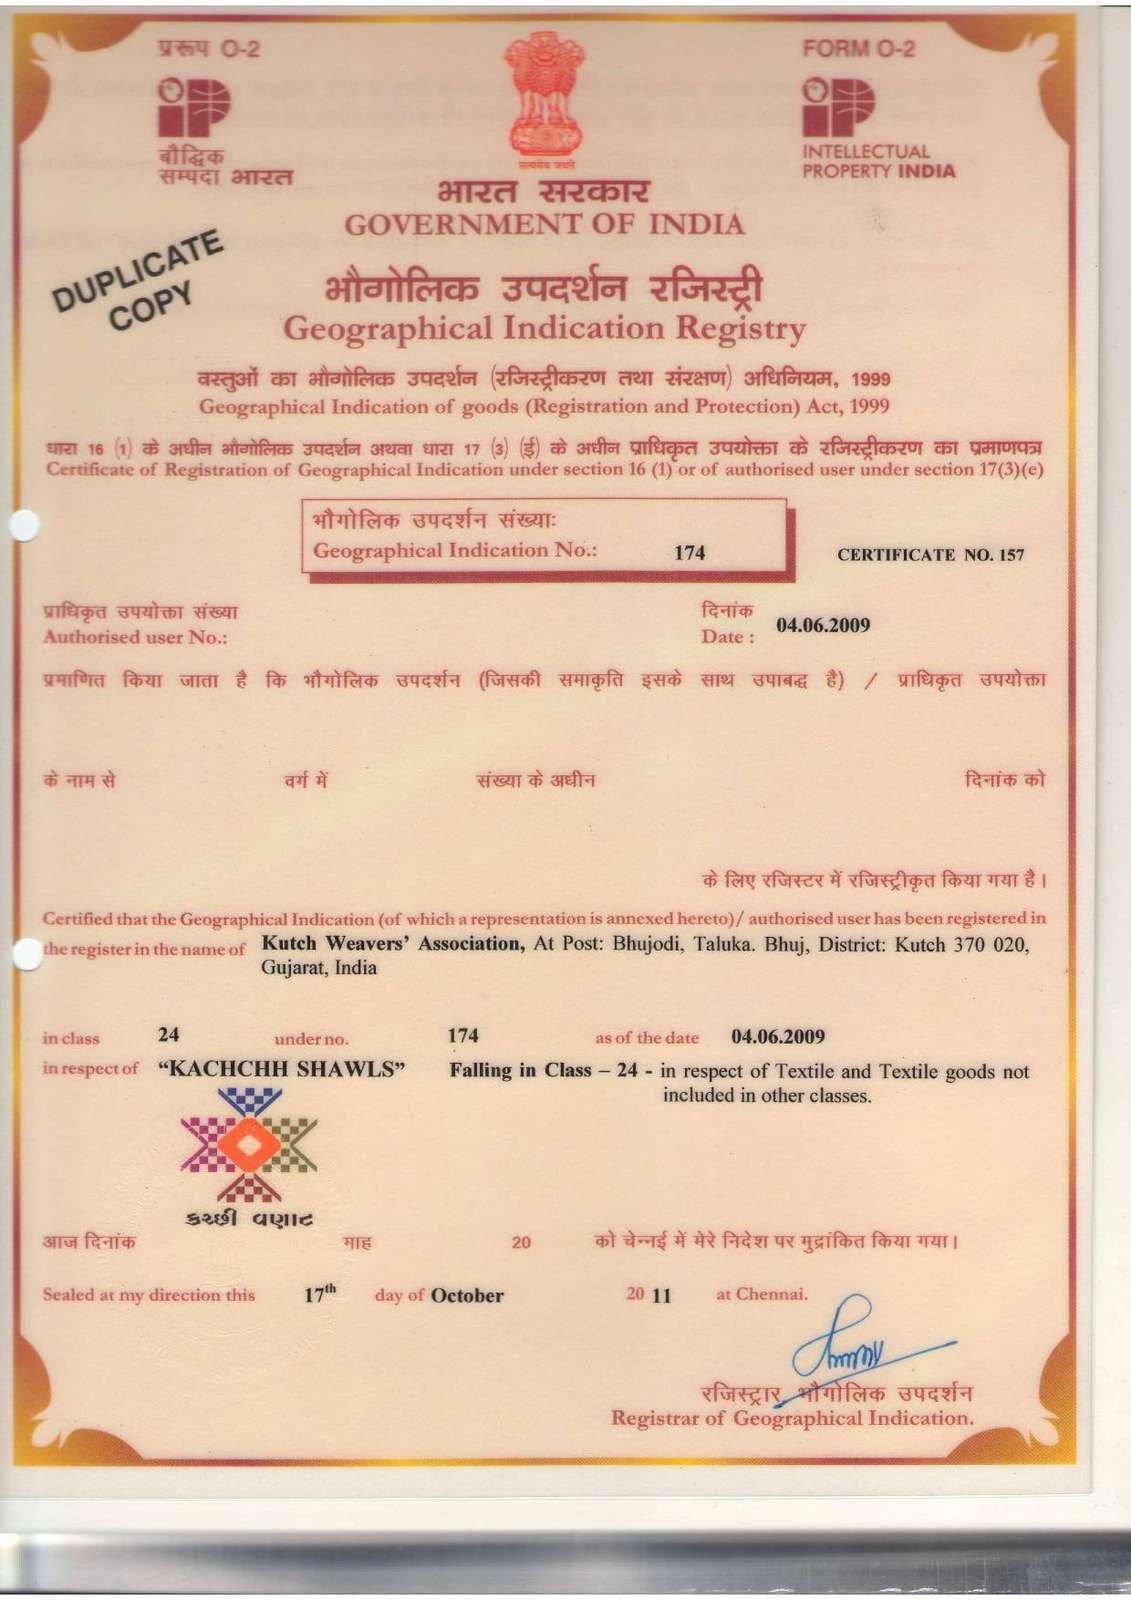 प्ररूप O-2
FORM O-2
बौद्धिक
सम्पदा भारत
INTELLECTUAL
PROPERTY INDIA
सत्यमेव जयते
भारत सरकार
GOVERNMENT OF INDIA
DUPLICATE
COPY
भौगोलिक उपदर्शन रजिस्ट्री
Geographical Indication Registry
वस्तुओं का भौगोलिक उपदर्शन (रजिस्ट्रीकरण तथा संरक्षण) अधिनियम, 1999
Geographical Indication of goods (Registration and Protection) Act, 1999
धारा 16 (1) के अधीन भौगोलिक उपदर्शन अथवा धारा 17 (3) (ई) के अधीन प्राधिकृत उपयोक्ता के रजिस्ट्रीकरण का प्रमाणपत्र
Certificate of Registration of Geographical Indication under section 16 (1) or of authorised user under section 17(3)(e)
भौगोलिक उपदर्शन संख्याः
Geographical Indication No.: 174 CERTIFICATE NO. 157
प्राधिकृत उपयोक्ता संख्या दिनांक
Authorised user No.: Date : 04.06.2009
प्रमाणित किया जाता है कि भौगोलिक उपदर्शन (जिसकी समाकृति इसके साथ उपाबद्ध है) / प्राधिकृत उपयोक्ता
के नाम से वर्ग में संख्या के अधीन दिनांक को
के लिए रजिस्टर में रजिस्ट्रीकृत किया गया है।
Certified that the Geographical Indication (of which a representation is annexed hereto)/ authorised user has been registered in
the register in the name of Kutch Weavers' Association, At Post: Bhujodi, Taluka. Bhuj, District: Kutch 370 020,
Gujarat, India
in class 24 under no. 174 as of the date 04.06.2009
in respect of "KACHCHH SHAWLS" Falling in Class – 24 - in respect of Textile and Textile goods not
included in other classes.
કચ્છી વણાટ
आज दिनांक माह 20 को चेन्नई में मेरे निदेश पर मुद्रांकित किया गया।
Sealed at my direction this 17th day of October 20 11 at Chennai.
रजिस्ट्रार, भौगोलिक उपदर्शन
Registrar of Geographical Indication.